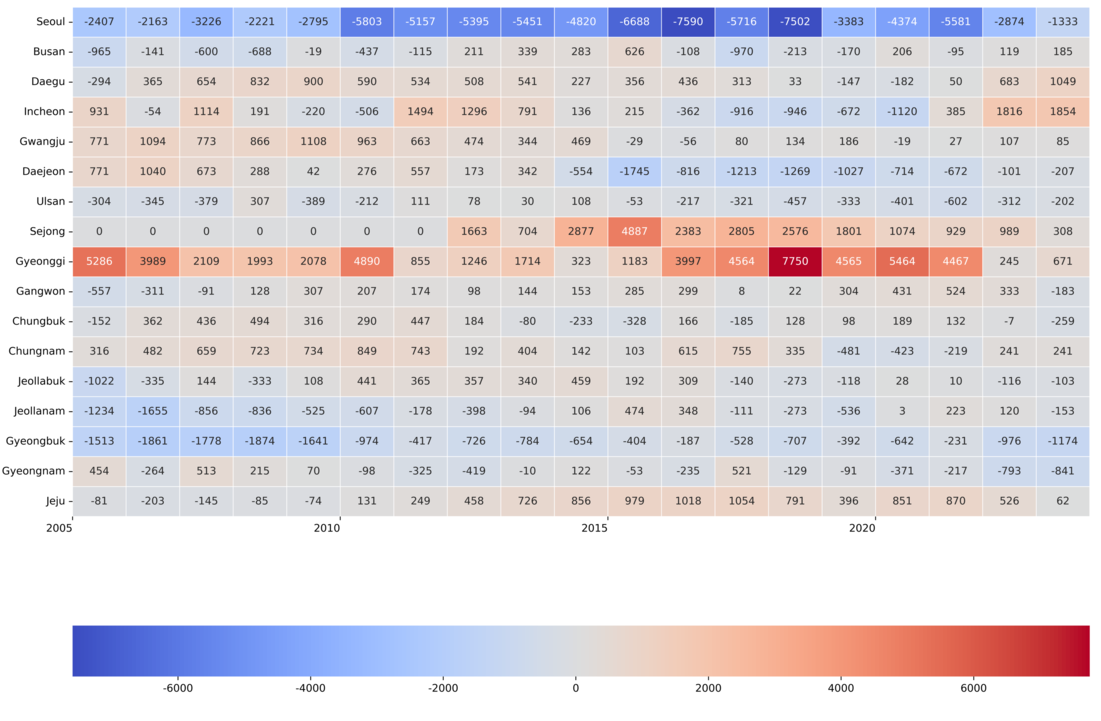 Seoul -2407 -2163 -3226 -2221 -2795 -5803 -5157 -5395 -5451 -4820 -6688 -7590 -5716 -7502 -3383 -4374 -5581 -2874 -1333
Busan -965 -141 -600 -688 -19 -437 -115 211 339 283 626 -108 -970 -213 -170 206 -95 119 185
Daegu -294 365 654 832 900 590 534 508 541 227 356 436 313 33 -147 -182 50 683 1049
Incheon 931 -54 1114 191 -220 -506 1494 1296 791 136 215 -362 -916 -946 -672 -1120 385 1816 1854
Gwangju 771 1094 773 866 1108 963 663 474 344 469 -29 -56 80 134 186 -19 27 107 85
Daejeon 771 1040 673 288 42 276 557 173 342 -554 -1745 -816 -1213 -1269 -1027 -714 -672 -101 -207
Ulsan -304 -345 -379 307 -389 -212 111 78 30 108 -53 -217 -321 -457 -333 -401 -602 -312 -202
Sejong 0 0 0 0 0 0 0 1663 704 2877 4887 2383 2805 2576 1801 1074 929 989 308
Gyeonggi 5286 3989 2109 1993 2078 4890 855 1246 1714 323 1183 3997 4564 7750 4565 5464 4467 245 671
Gangwon -557 -311 -91 128 307 207 174 98 144 153 285 299 8 22 304 431 524 333 -183
Chungbuk -152 362 436 494 316 290 447 184 -80 -233 -328 166 -185 128 98 189 132 -7 -259
Chungnam 316 482 659 723 734 849 743 192 404 142 103 615 755 335 -481 -423 -219 241 241
Jeollabuk -1022 -335 144 -333 108 441 365 357 340 459 192 309 -140 -273 -118 28 10 -116 -103
Jeollanam -1234 -1655 -856 -836 -525 -607 -178 -398 -94 106 474 348 -111 -273 -536 3 223 120 -153
Gyeongbuk -1513 -1861 -1778 -1874 -1641 -974 -417 -726 -784 -654 -404 -187 -528 -707 -392 -642 -231 -976 -1174
Gyeongnam 454 -264 513 215 70 -98 -325 -419 -10 122 -53 -235 521 -129 -91 -371 -217 -793 -841
Jeju -81 -203 -145 -85 -74 131 249 458 726 856 979 1018 1054 791 396 851 870 526 62
2005 2010 2015 2020
-6000 -4000 -2000 0 2000 4000 6000